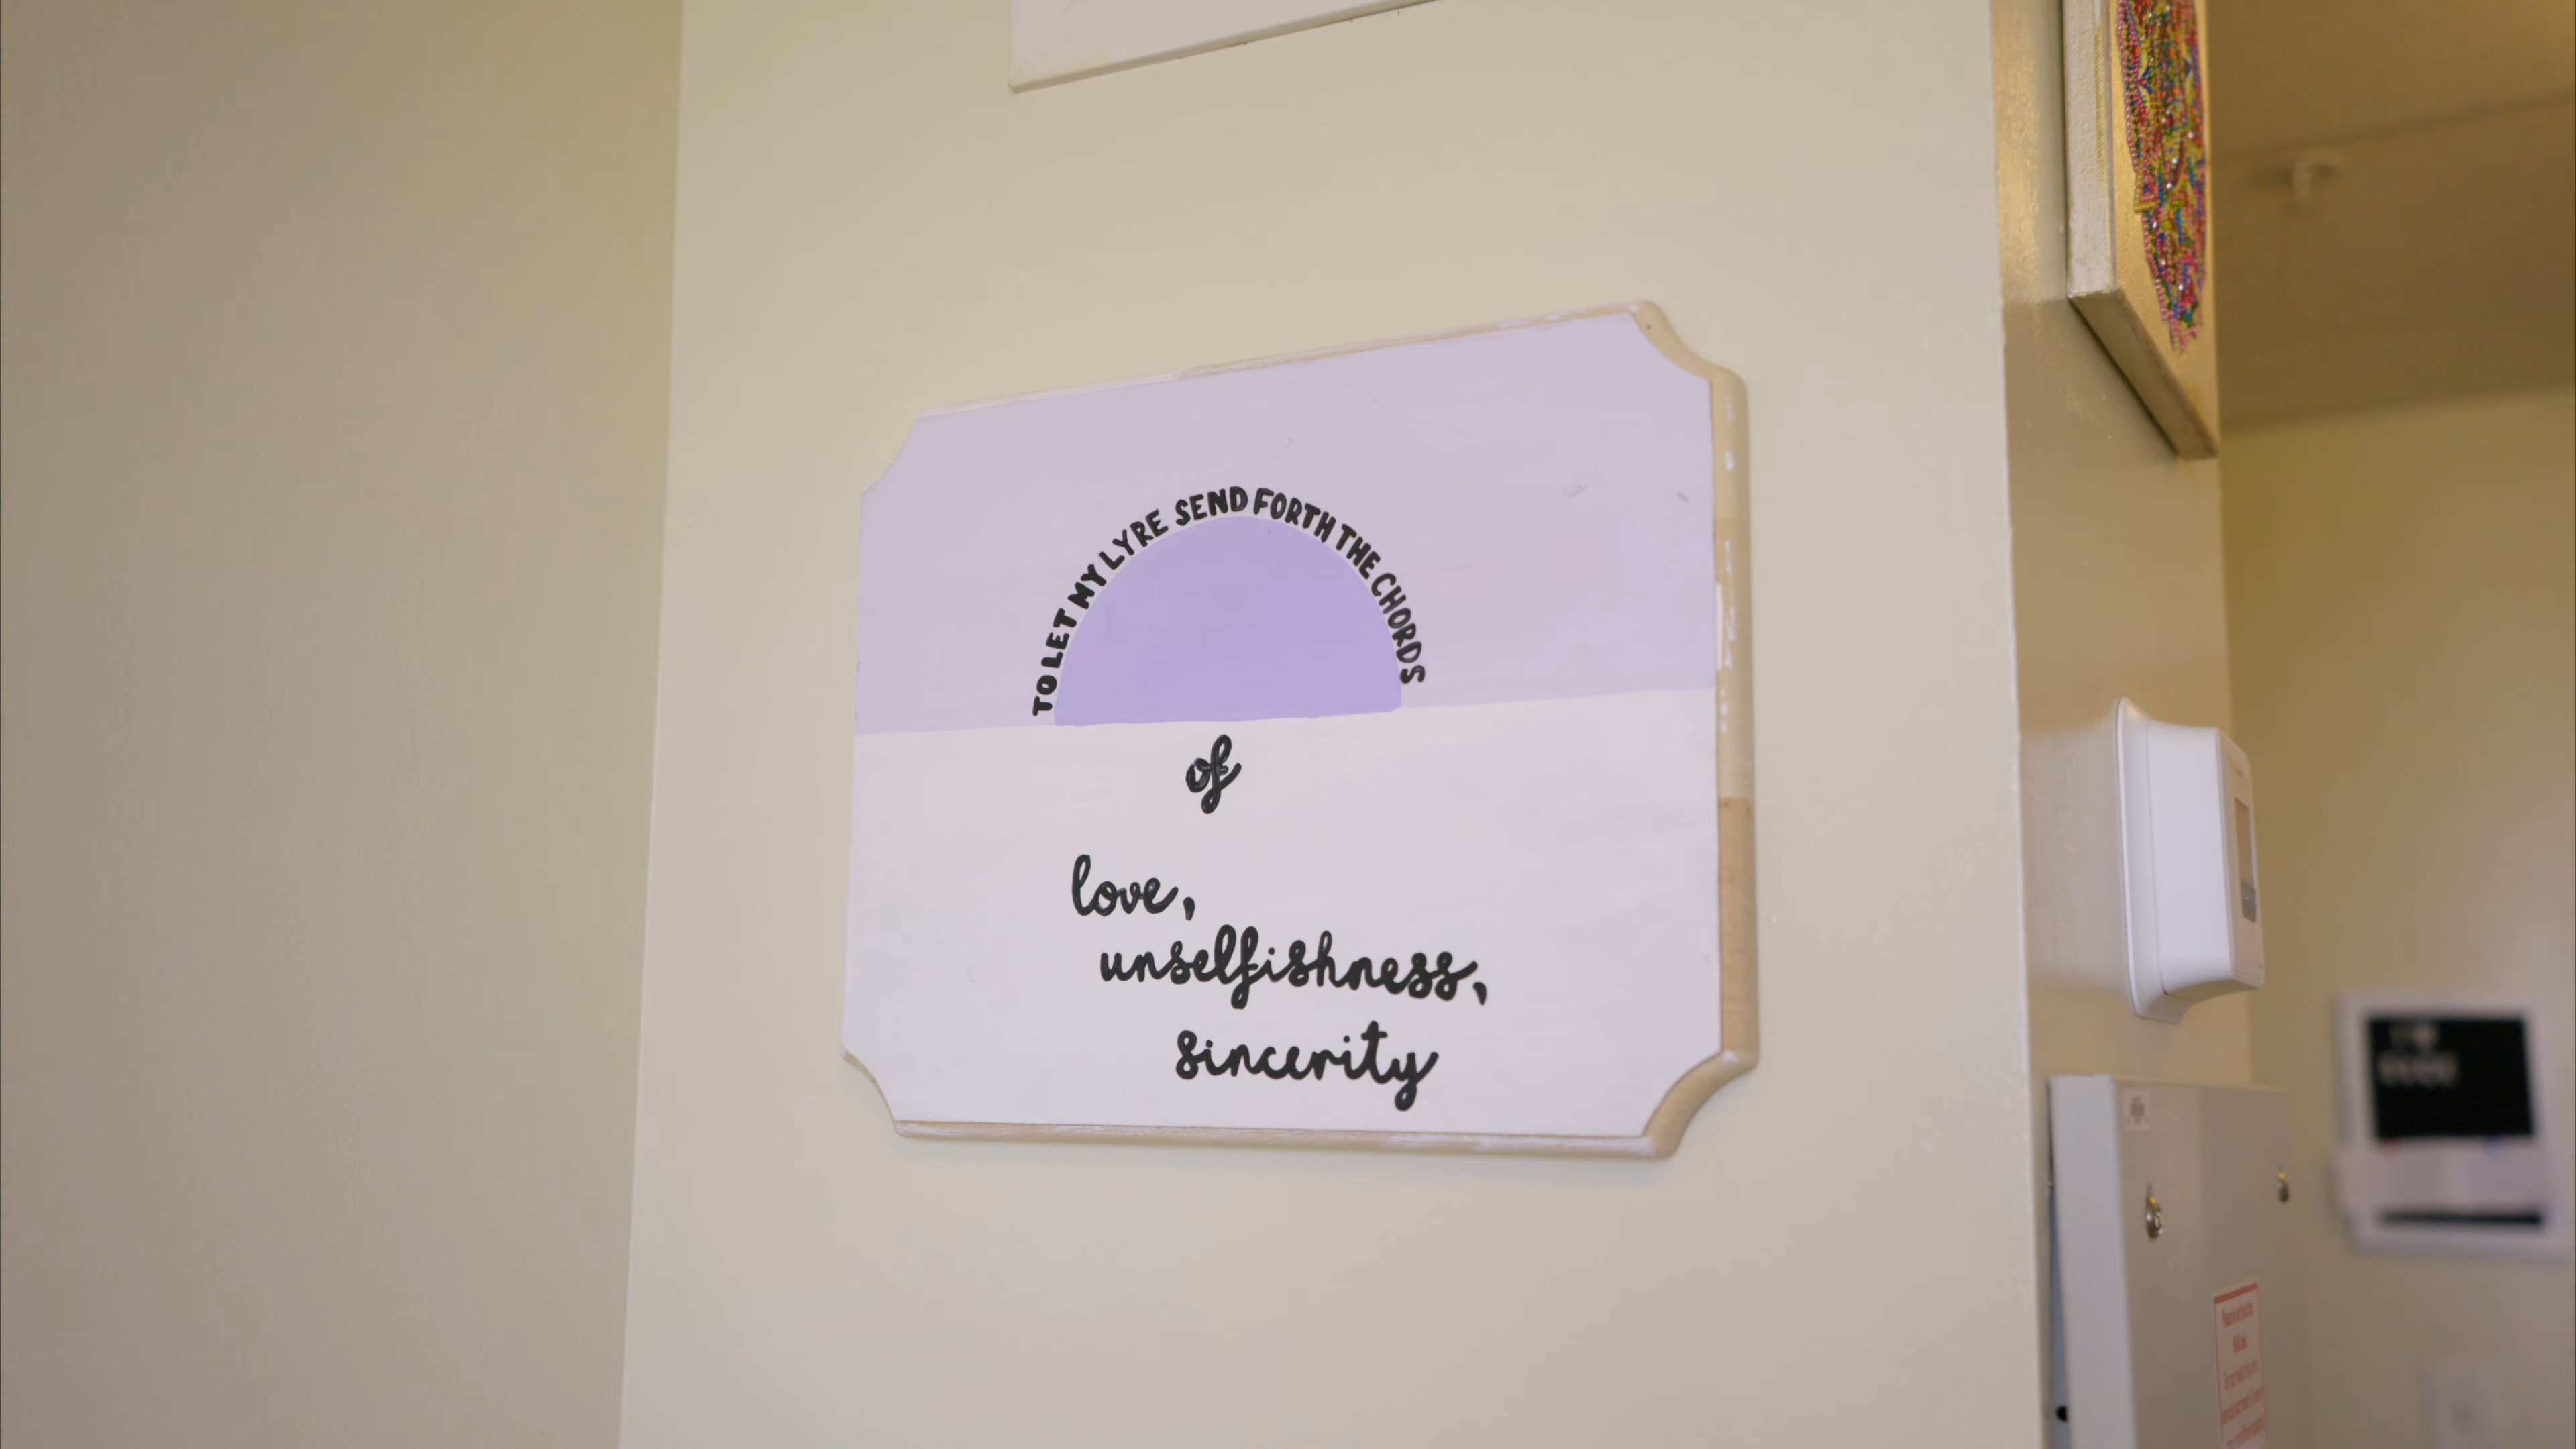 TO LET MY LYRE SEND FORTH THE CHORDS
of
love,
unselfishness,
sincerity